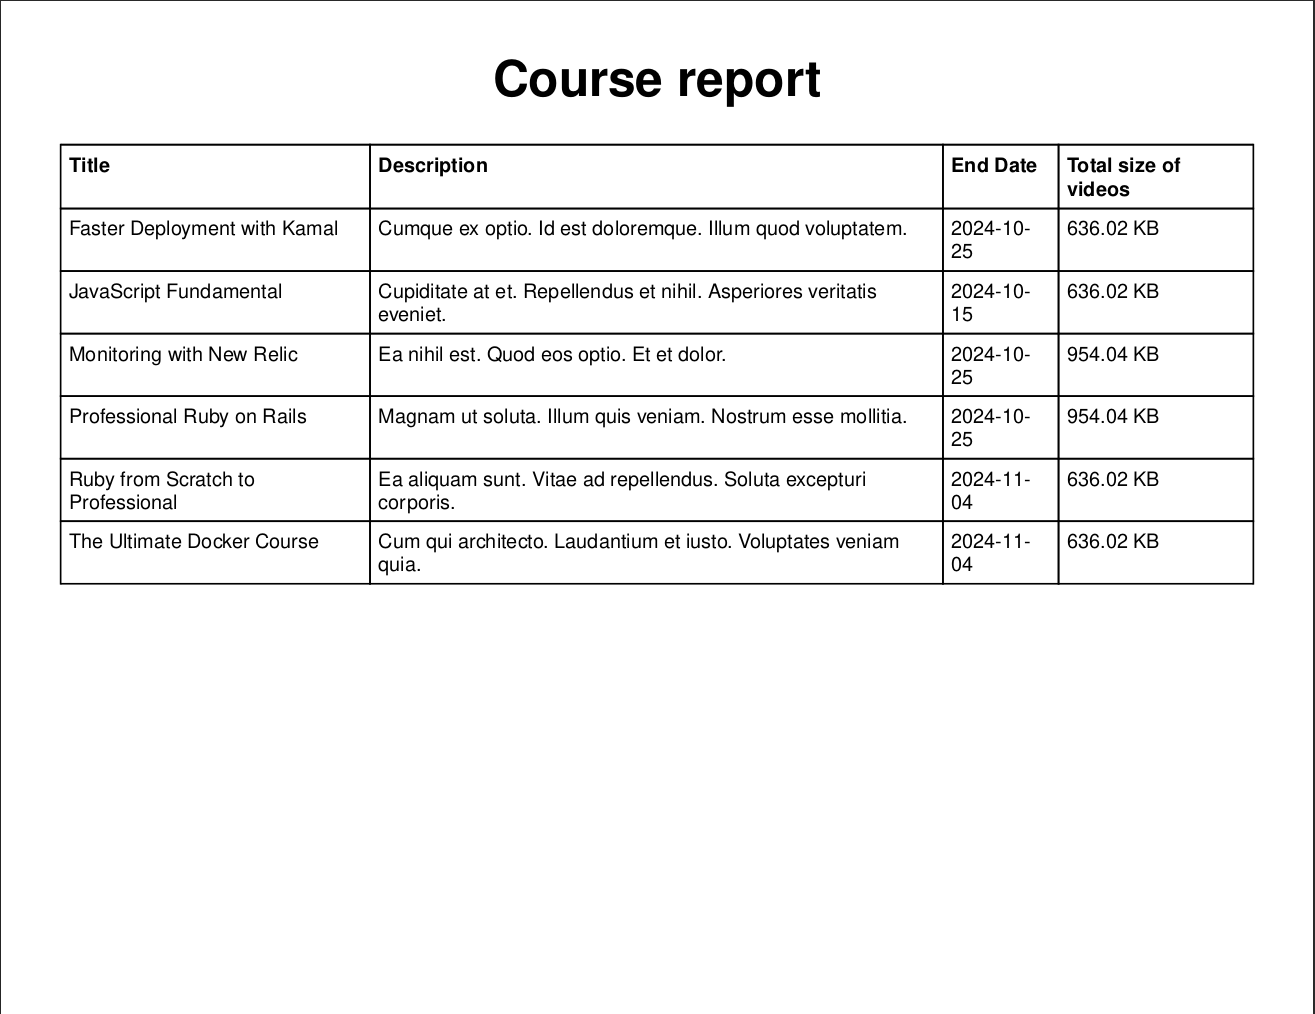 Course report
Title Description End Date Total size of
videos
Faster Deployment with Kamal Cumque ex optio. Id est doloremque. Illum quod voluptatem. 2024-10- 636.02 KB
25
JavaScript Fundamental Cupiditate at et. Repellendus et nihil. Asperiores veritatis 2024-10- 636.02 KB
eveniet. 15
Monitoring with New Relic Ea nihil est. Quod eos optio. Et et dolor. 2024-10- 954.04 KB
25
Professional Ruby on Rails Magnam ut soluta. Illum quis veniam. Nostrum esse mollitia. 2024-10- 954.04 KB
25
Ruby from Scratch to Ea aliquam sunt. Vitae ad repellendus. Soluta excepturi 2024-11- 636.02 KB
Professional corporis. 04
The Ultimate Docker Course Cum qui architecto. Laudantium et iusto. Voluptates veniam 2024-11- 636.02 KB
quia. 04